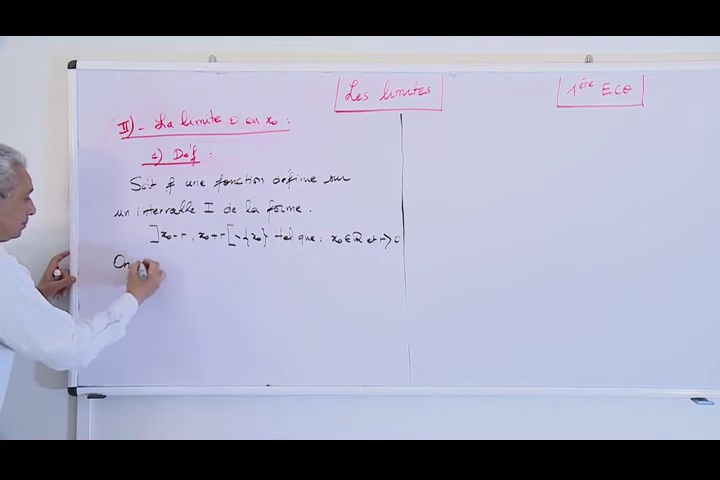 Les limites
1ère ECO
II)- La limite 0 en x₀ :
a) Déf :
Soit f une fonction définie sur
un intervalle I de la forme :
]x₀-r, x₀+r[-{x₀} tel que : x₀∈ℝ et r>0
On